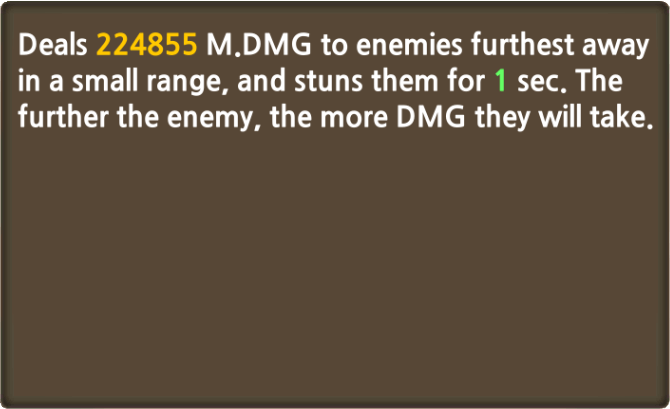 Deals 224855 M.DMG to enemies furthest away
in a small range, and stuns them for 1 sec. The
further the enemy, the more DMG they will take.